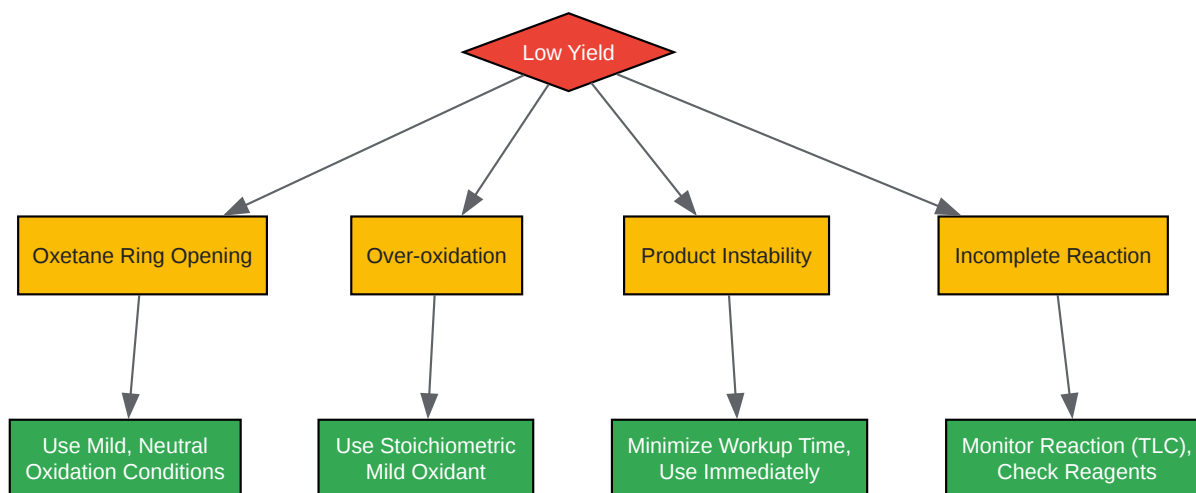 Low Yield
Oxetane Ring Opening
Over-oxidation
Product Instability
Incomplete Reaction
Use Mild, Neutral
Oxidation Conditions
Use Stoichiometric
Mild Oxidant
Minimize Workup Time,
Use Immediately
Monitor Reaction (TLC),
Check Reagents